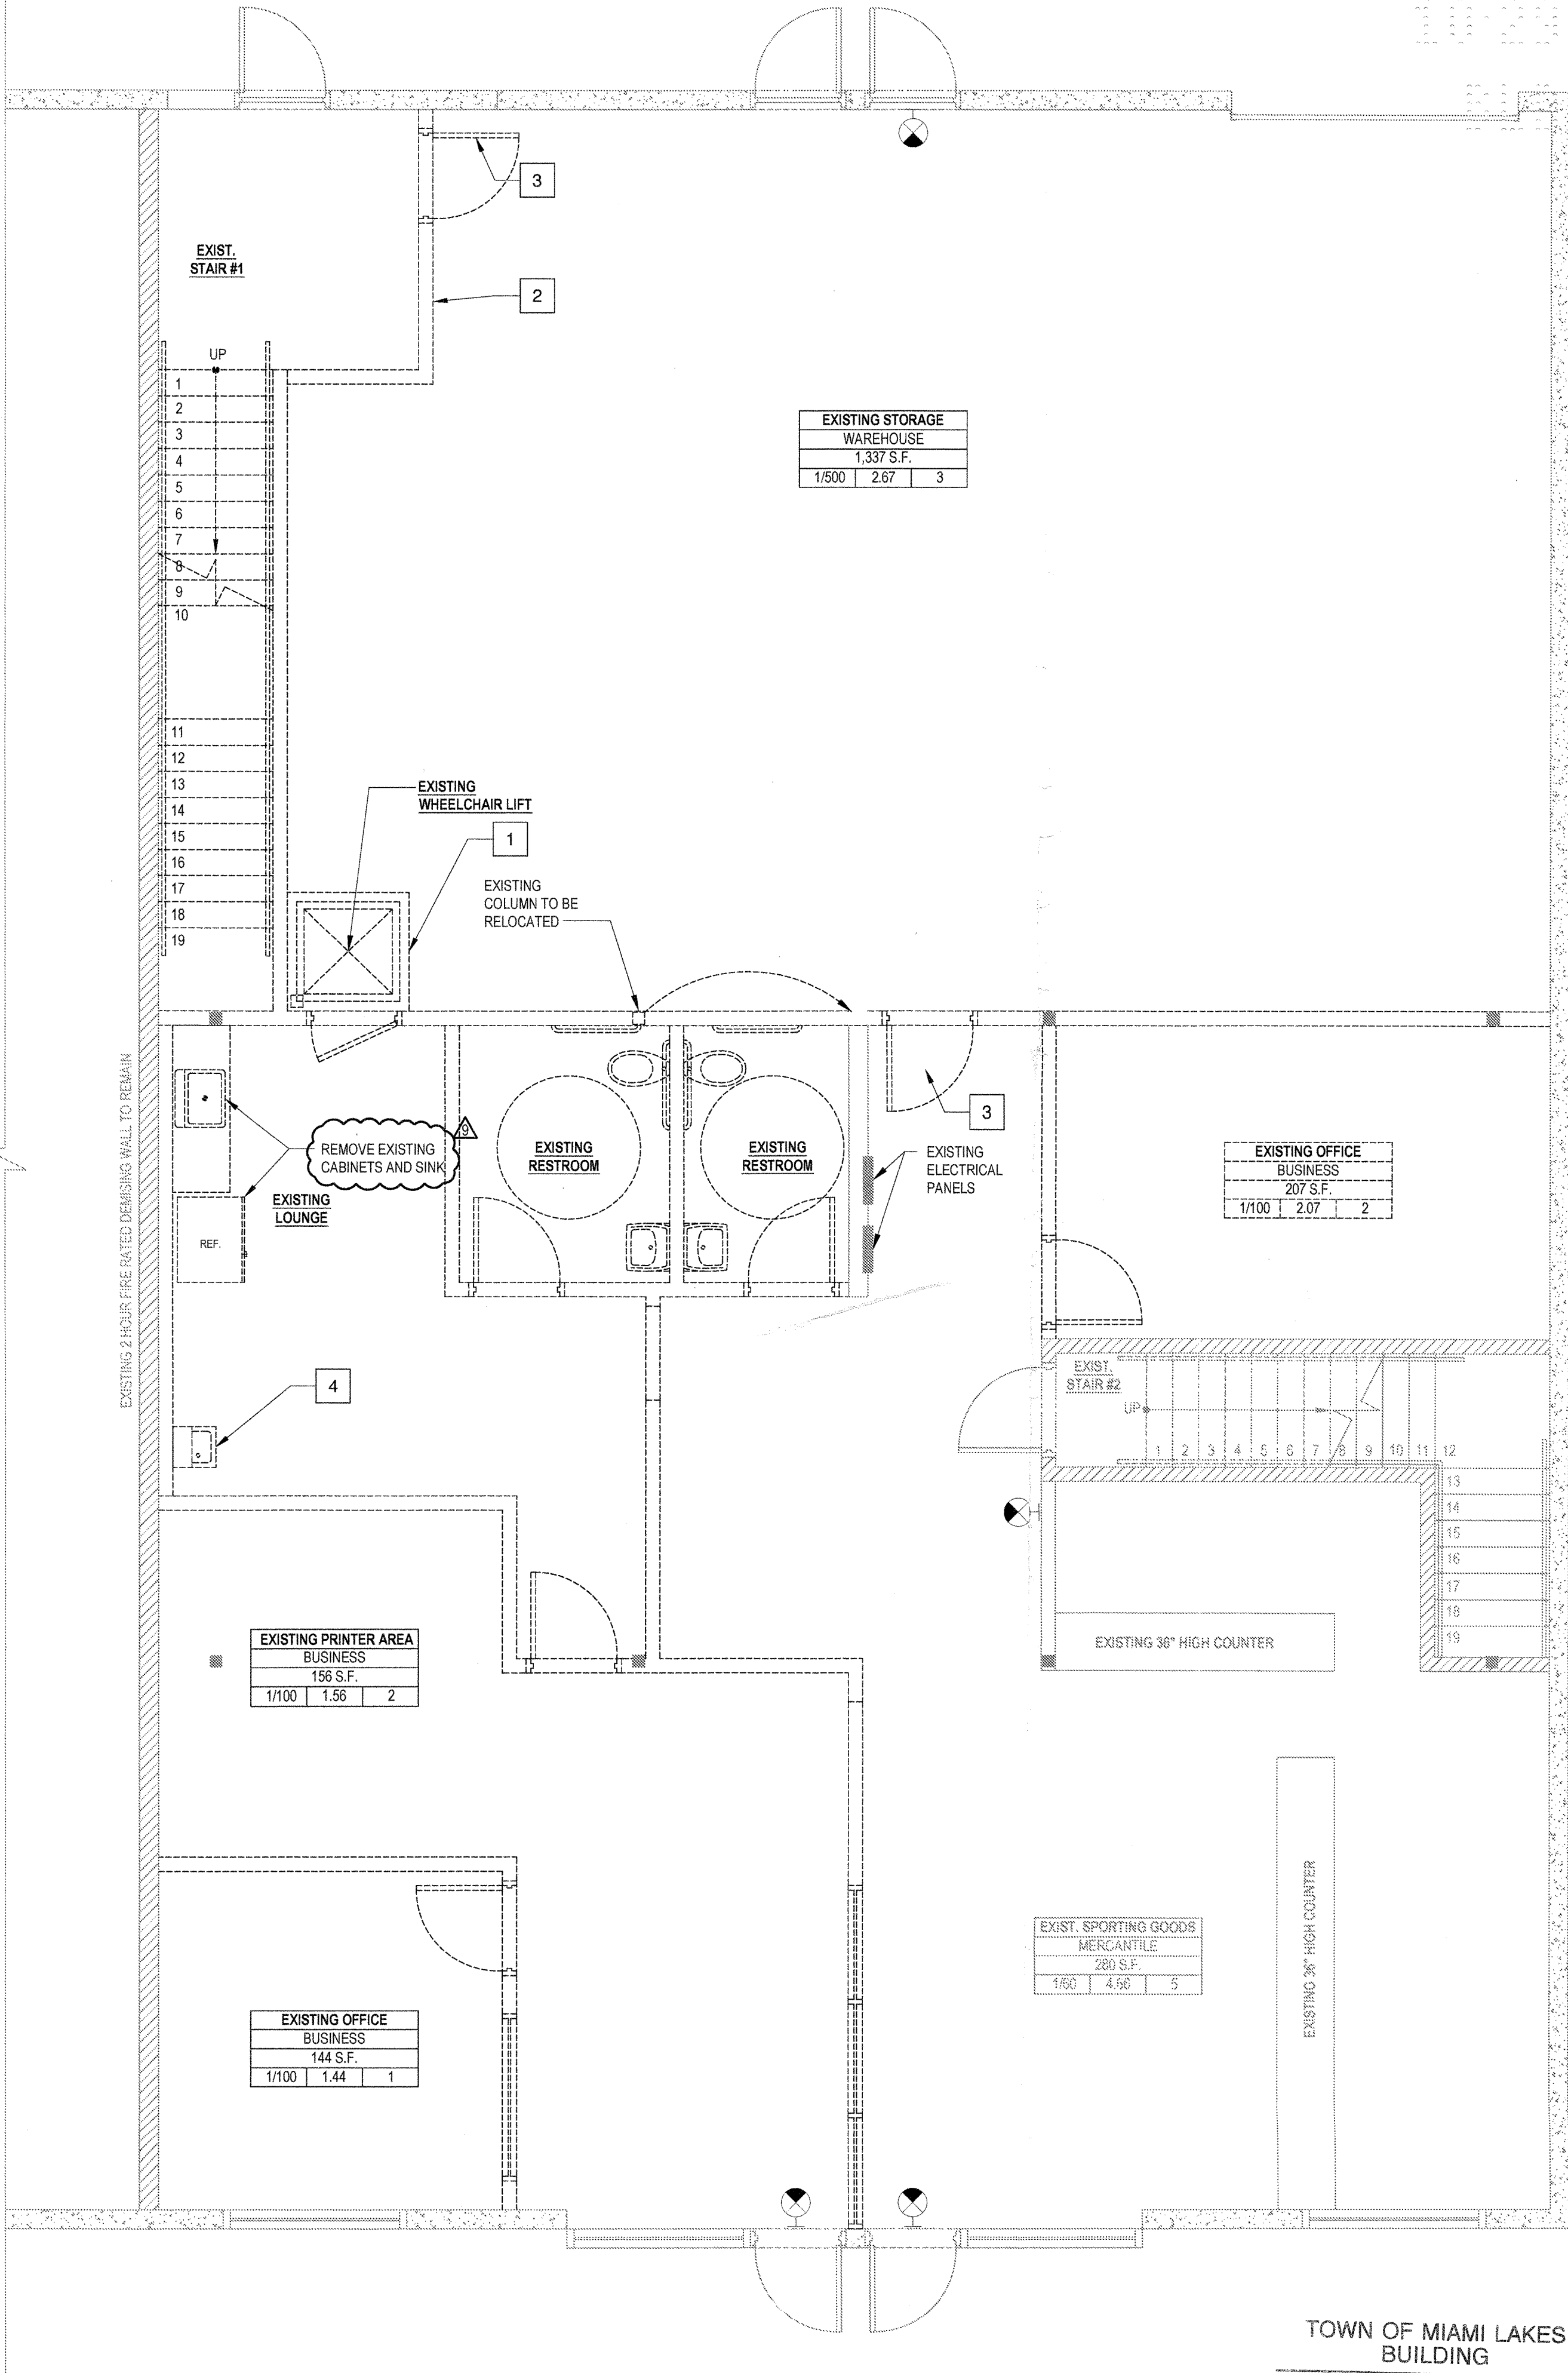 3
EXIST.
STAIR #1
2
UP
1
2
3
4
5
6
7
8
9
10
11
12
13
14
15
16
17
18
19
EXISTING STORAGE
WAREHOUSE
1,337 S.F.
1/500 2.67 3
EXISTING
WHEELCHAIR LIFT
1
EXISTING
COLUMN TO BE
RELOCATED
EXISTING 2 HOUR FIRE RATED DEMISING WALL TO REMAIN
REMOVE EXISTING
CABINETS AND SINK
9
EXISTING
LOUNGE
REF.
EXISTING
RESTROOM
EXISTING
RESTROOM
3
EXISTING
ELECTRICAL
PANELS
EXISTING OFFICE
BUSINESS
207 S.F.
1/100 2.07 2
4
EXIST.
STAIR #2
UP
1 2 3 4 5 6 7 8 9 10 11 12
13
14
15
16
17
18
19
EXISTING 36" HIGH COUNTER
EXISTING PRINTER AREA
BUSINESS
156 S.F.
1/100 1.56 2
EXISTING 36" HIGH COUNTER
EXIST. SPORTING GOODS
MERCANTILE
280 S.F.
1/60 4.66 5
EXISTING OFFICE
BUSINESS
144 S.F.
1/100 1.44 1
TOWN OF MIAMI LAKES
BUILDING